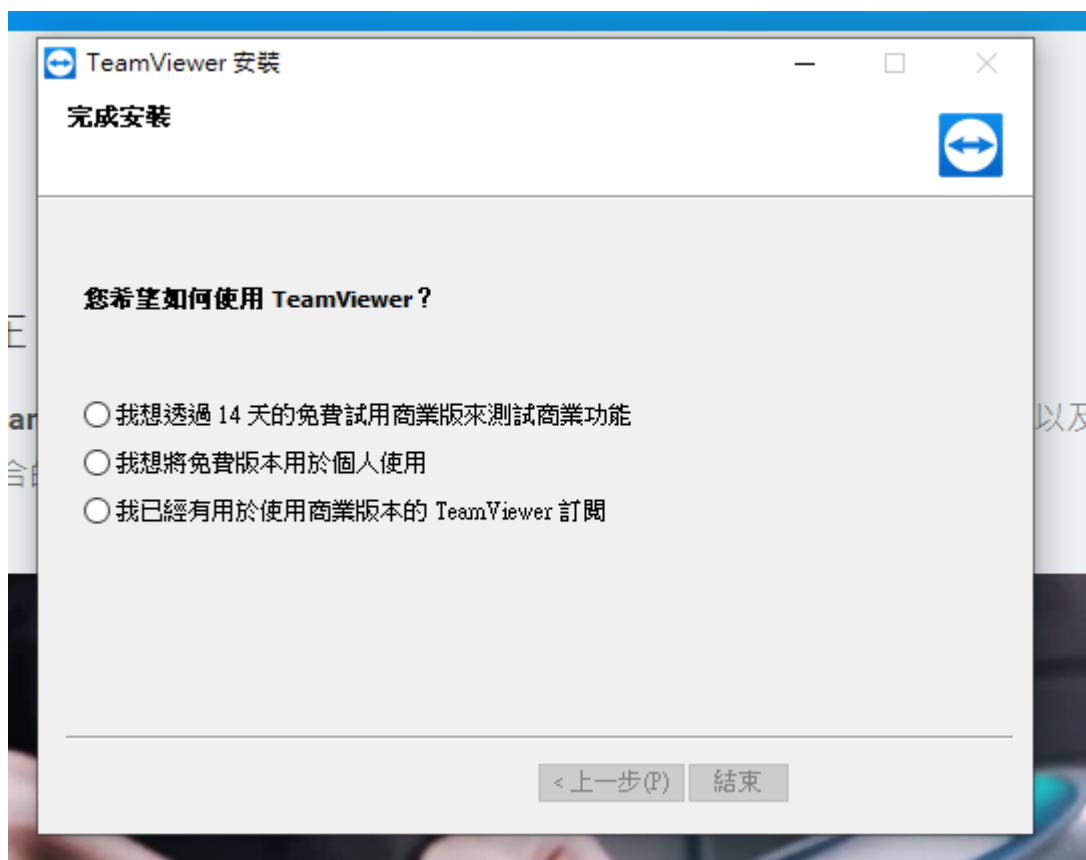 TeamViewer 安裝
完成安裝
您希望如何使用 TeamViewer？
我想透過 14 天的免費試用商業版來測試商業功能
我想將免費版本用於個人使用
以及
我已經有用於使用商業版本的 TeamViewer 訂閱
<上一步(P)
結束